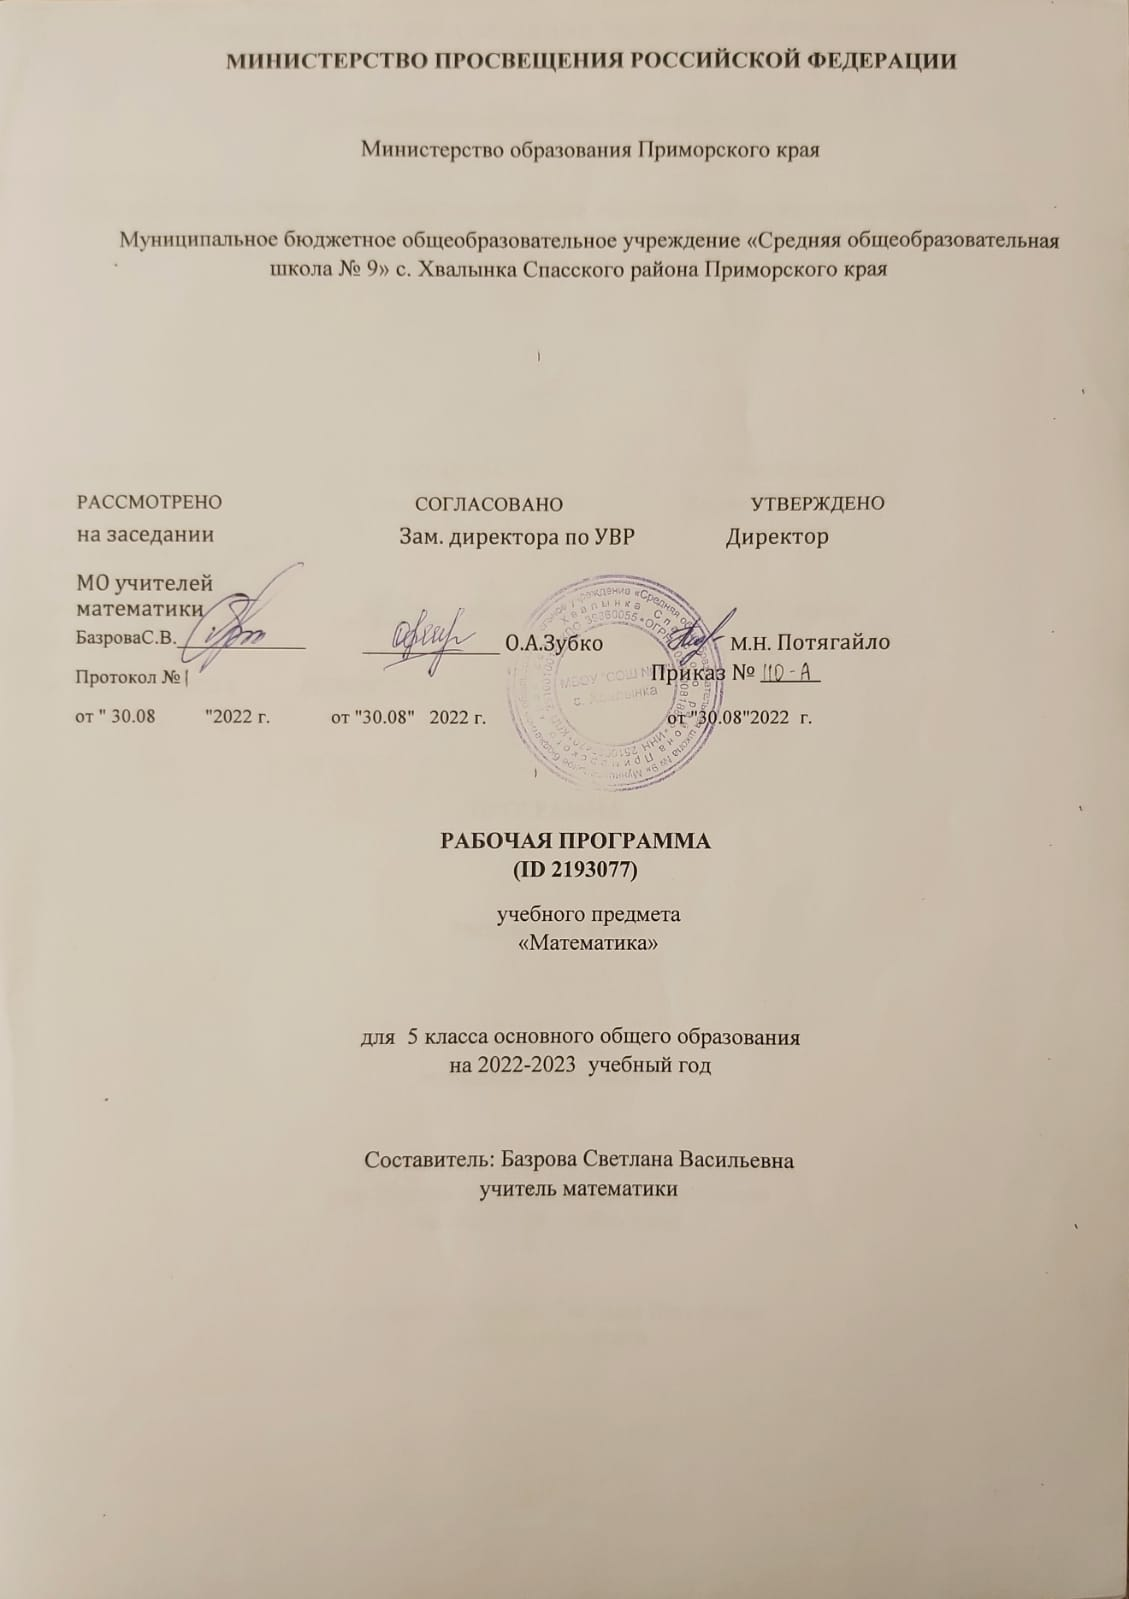 МИНИСТЕРСТВО ПРОСВЕЩЕНИЯ РОССИЙСКОЙ ФЕДЕРАЦИИ
Министерство образования Приморского края
Муниципальное бюджетное общеобразовательное учреждение «Средняя общеобразовательная
школа № 9» с. Хвалынка Спасского района Приморского края
РАССМОТРЕНО СОГЛАСОВАНО УТВЕРЖДЕНО
на заседании Зам. директора по УВР Директор
МО учителей
математики
БазроваС.В. О.А.Зубко М.Н. Потягайло
Протокол № 1 Приказ № 110-А
от " 30.08 "2022 г. от "30.08" 2022 г. от "30.08"2022 г.
МБОУ "СОШ №
с. Хвалынка
РАБОЧАЯ ПРОГРАММА
(ID 2193077)
учебного предмета
«Математика»
для 5 класса основного общего образования
на 2022-2023 учебный год
Составитель: Базрова Светлана Васильевна
учитель математики